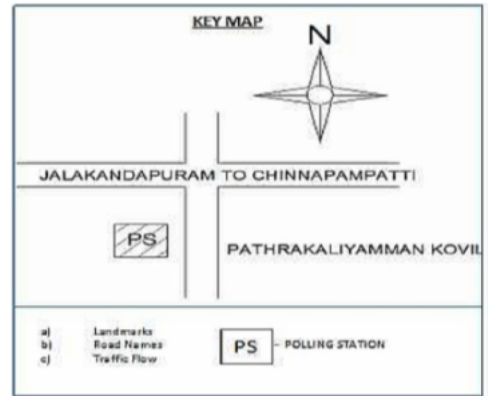 KEY MAP
N
JALAKANDAPURAM TO CHINNAPAMPATTI
PS
PATHRAKALIYAMMAN KOVIL
a) Landmarks
b) Road Names
c) Traffic Flow
PS - POLLING STATION